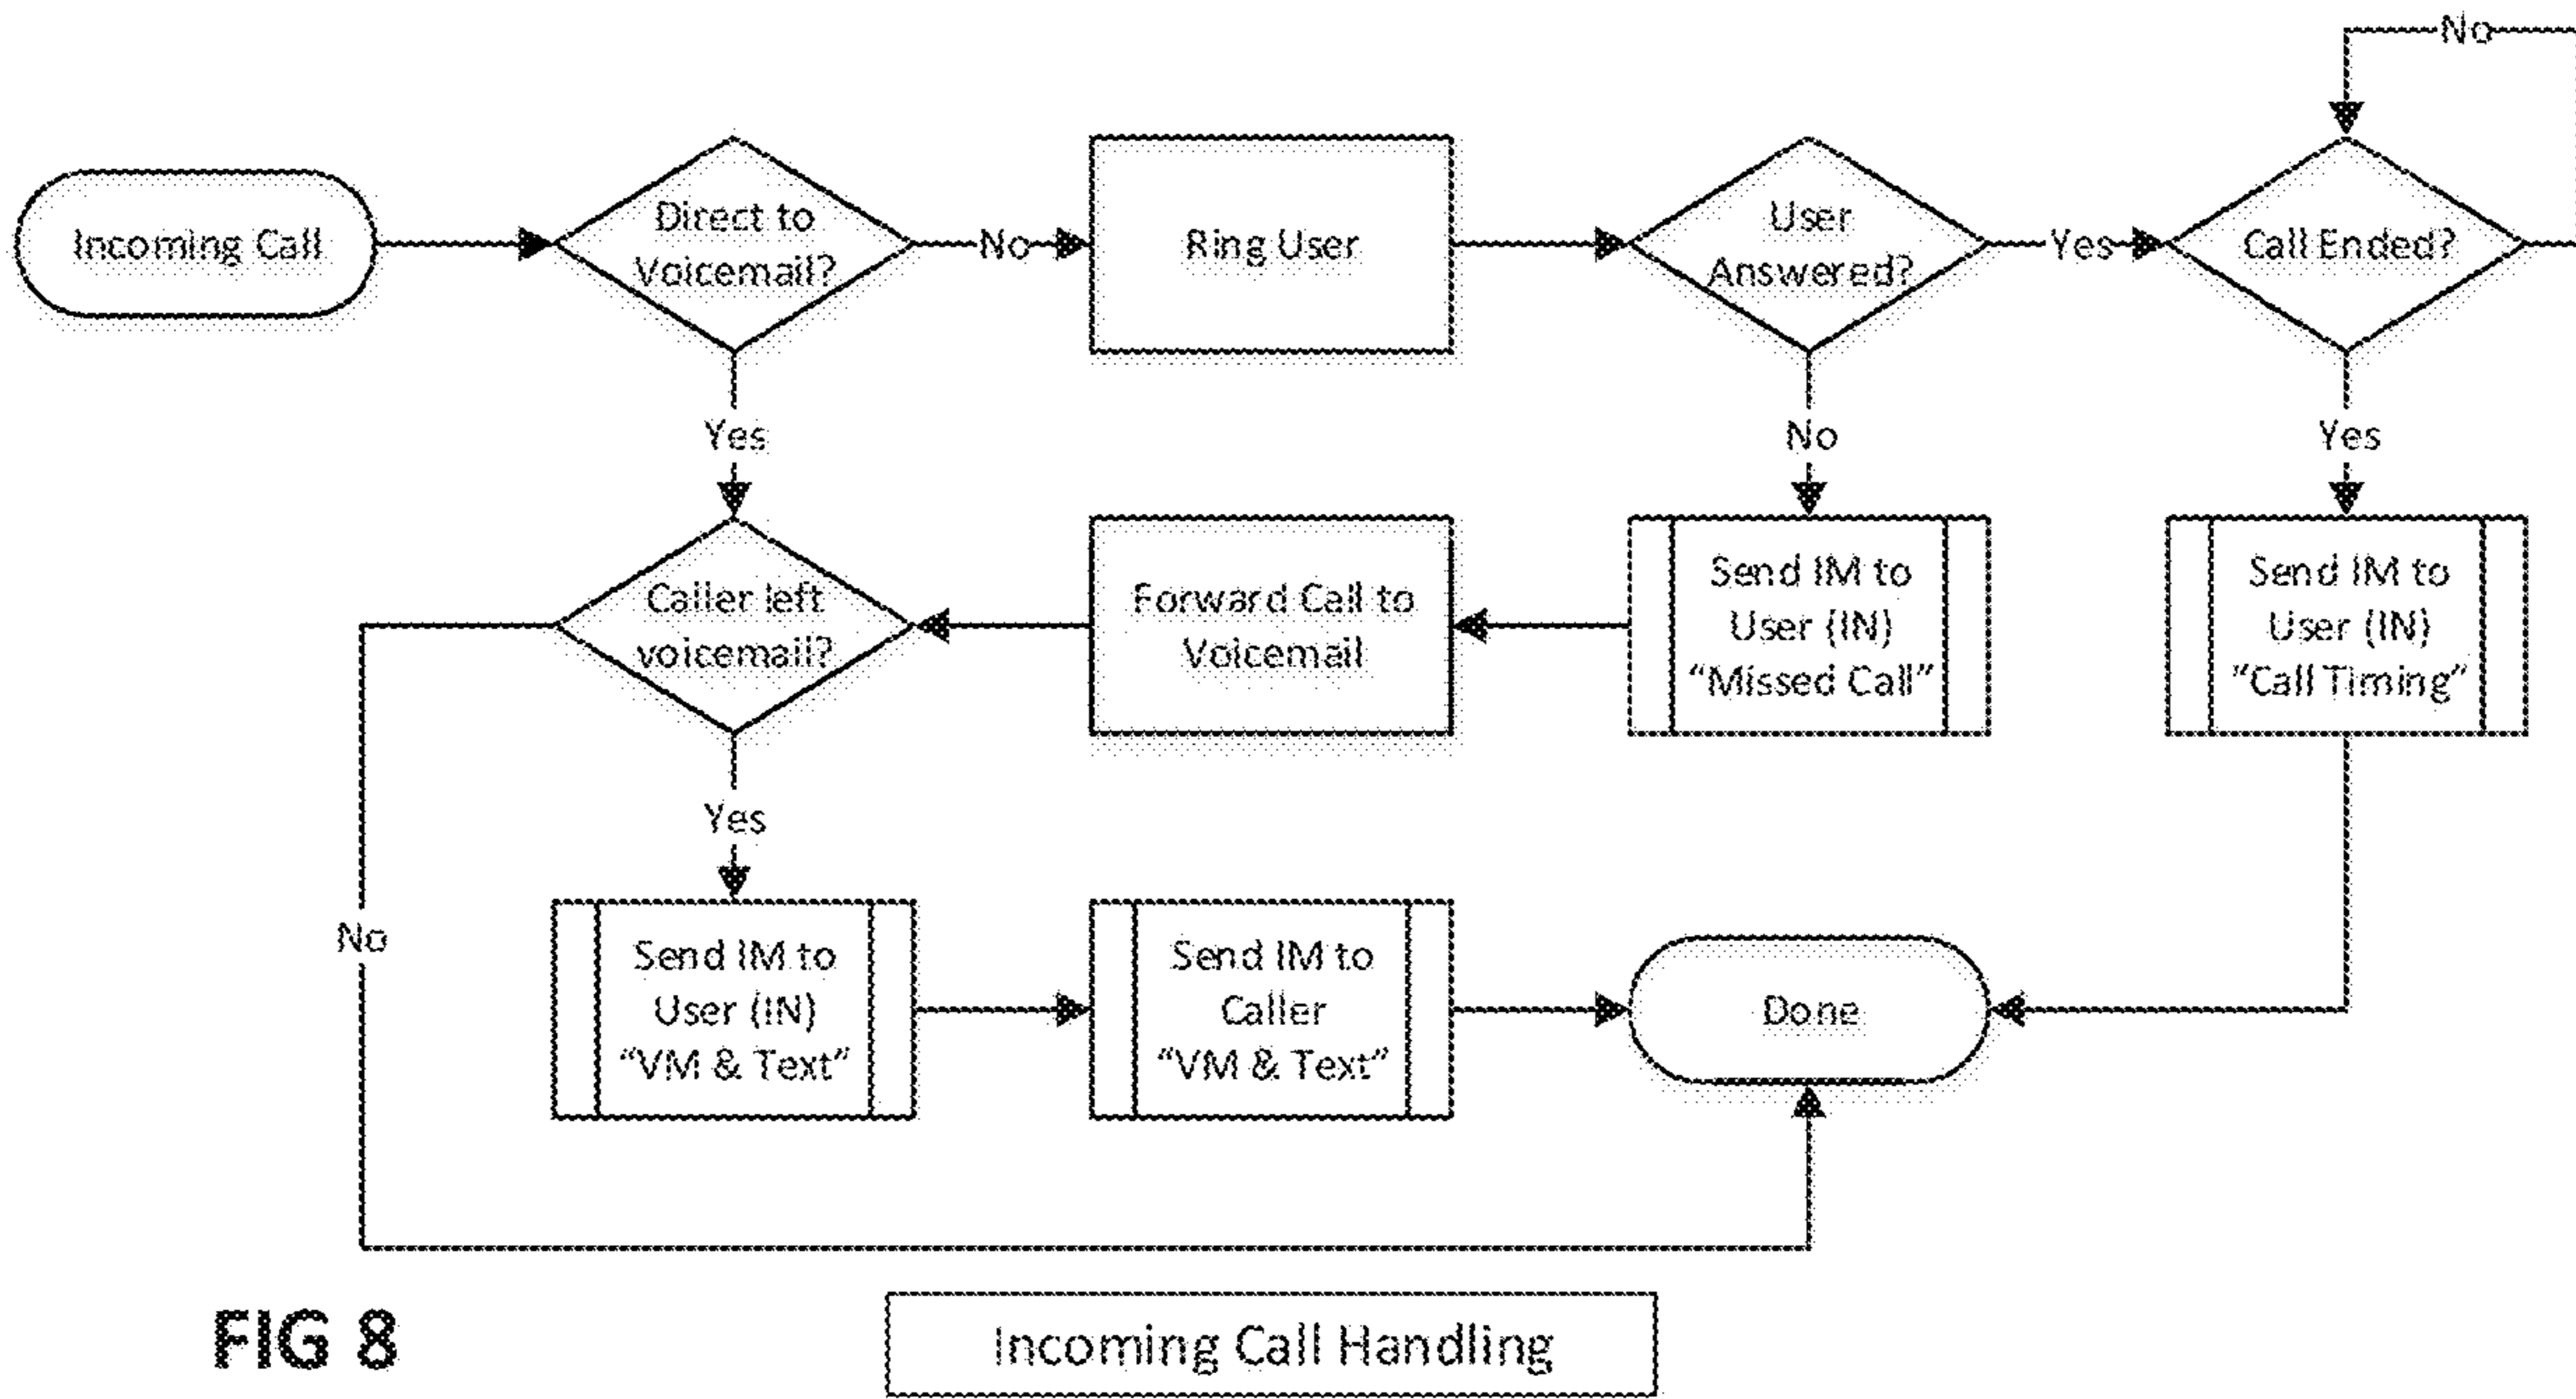 No
Incoming Call
Direct to
Voicemail?
No
Ring User
User
Answered?
Yes
Call Ended?
Yes
No
Yes
Caller left
voicemail?
Forward Call to
Voicemail
Send IM to
User (IN)
“Missed Call”
Send IM to
User (IN)
“Call Timing”
Yes
No
Send IM to
User (IN)
“VM & Text”
Send IM to
Caller
“VM & Text”
Done
FIG 8
Incoming Call Handling